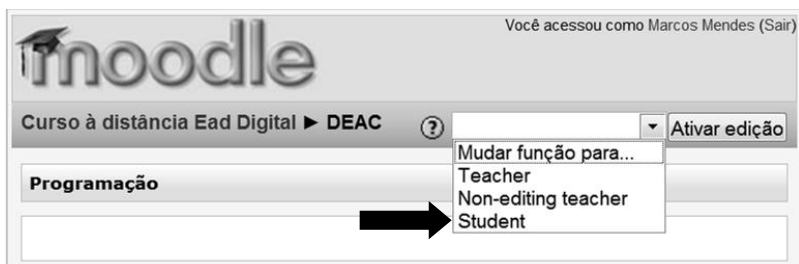 Você acessou como Marcos Mendes (Sair)
moodle
Curso à distância Ead Digital ► DEAC ? Ativar edição
Mudar função para...
Teacher
Non-editing teacher
Student
Programação